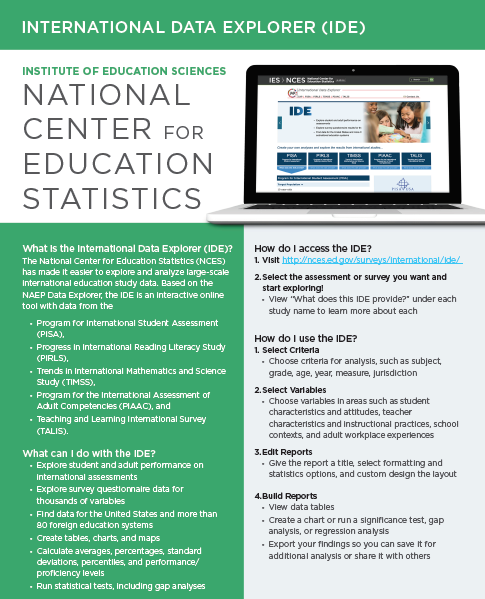 INTERNATIONAL DATA EXPLORER (IDE)
INSTITUTE OF EDUCATION SCIENCES
NATIONAL
CENTER FOR
EDUCATION
STATISTICS
IES > NCES National Center for Education Statistics
International Data Explorer
IDE
PISA
PIRLS
TIMSS
PIAAC
TALIS
What is the International Data Explorer (IDE)?
The National Center for Education Statistics (NCES)
has made it easier to explore and analyze large-scale
international education study data. Based on the
NAEP Data Explorer, the IDE is an interactive online
tool with data from the
• Program for International Student Assessment
(PISA),
• Progress in International Reading Literacy Study
(PIRLS),
• Trends in International Mathematics and Science
Study (TIMSS),
• Program for the International Assessment of
Adult Competencies (PIAAC), and
• Teaching and Learning International Survey
(TALIS).
What can I do with the IDE?
• Explore student and adult performance on
international assessments
• Explore survey questionnaire data for
thousands of variables
• Find data for the United States and more than
80 foreign education systems
• Create tables, charts, and maps
• Calculate averages, percentages, standard
deviations, percentiles, and performance/
proficiency levels
• Run statistical tests, including gap analyses
How do I access the IDE?
1. Visit http://nces.ed.gov/surveys/international/ide/
2. Select the assessment or survey you want and
start exploring!
• View “What does this IDE provide?” under each
study name to learn more about each
How do I use the IDE?
1. Select Criteria
• Choose criteria for analysis, such as subject,
grade, age, year, measure, jurisdiction
2. Select Variables
• Choose variables in areas such as student
characteristics and attitudes, teacher
characteristics and instructional practices, school
contexts, and adult workplace experiences
3. Edit Reports
• Give the report a title, select formatting and
statistics options, and custom design the layout
4. Build Reports
• View data tables
• Create a chart or run a significance test, gap
analysis, or regression analysis
• Export your findings so you can save it for
additional analysis or share it with others